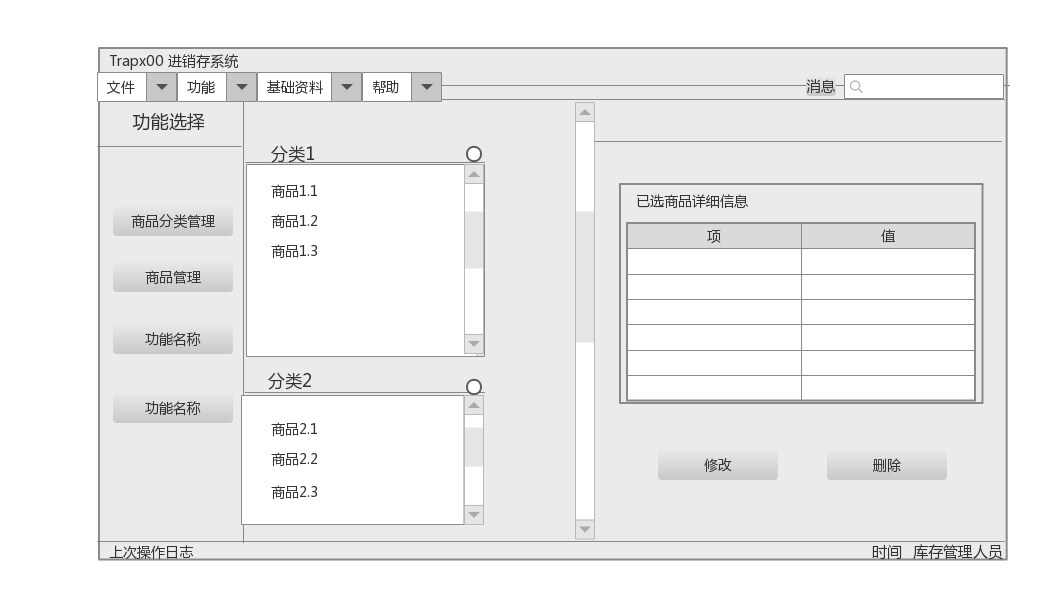 Trapx00 进销存系统
文件 功能 基础资料 帮助 消息
功能选择
商品分类管理
商品管理
功能名称
功能名称
分类1
商品1.1
商品1.2
商品1.3
分类2
商品2.1
商品2.2
商品2.3
已选商品详细信息
项 值
修改 删除
上次操作日志 时间 库存管理人员